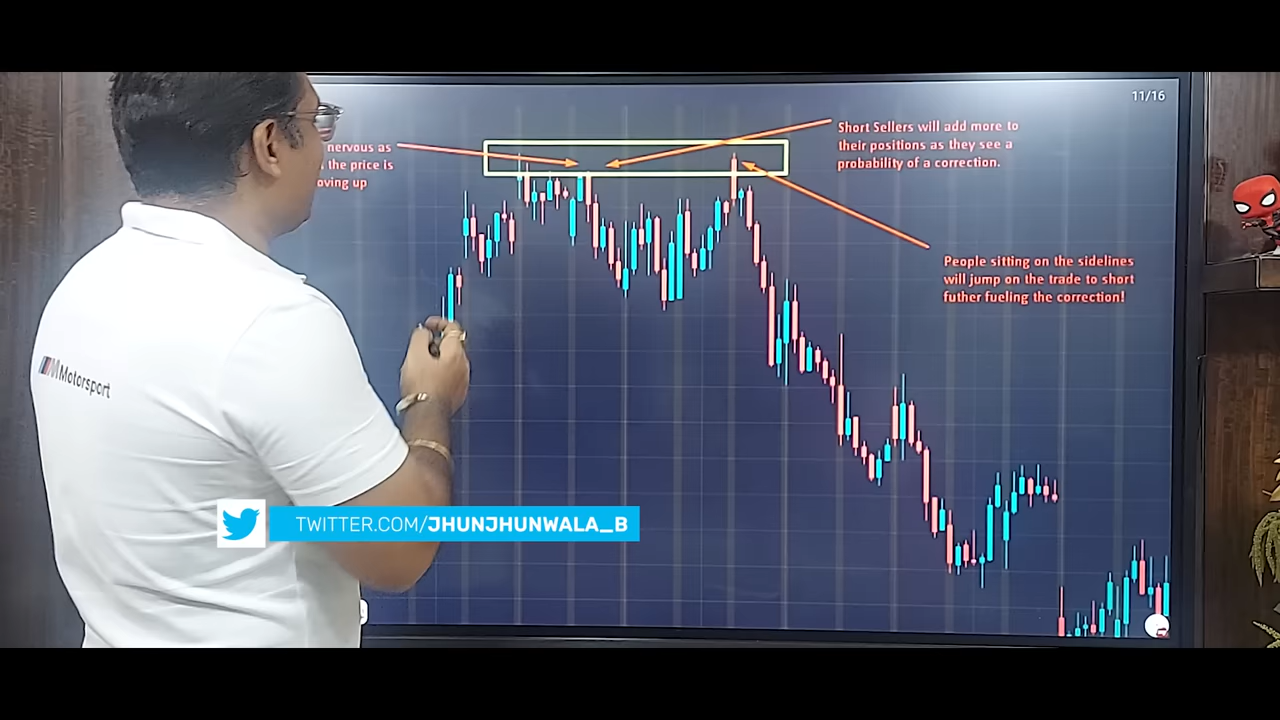 11/16
nervous as
the price is
oving up
Short Sellers will add more to
their positions as they see a
probability of a correction.
People sitting on the sidelines
will jump on the trade to short
futher fueling the correction!
M Motorsport
TWITTER.COM/JHUNJHUNWALA_B